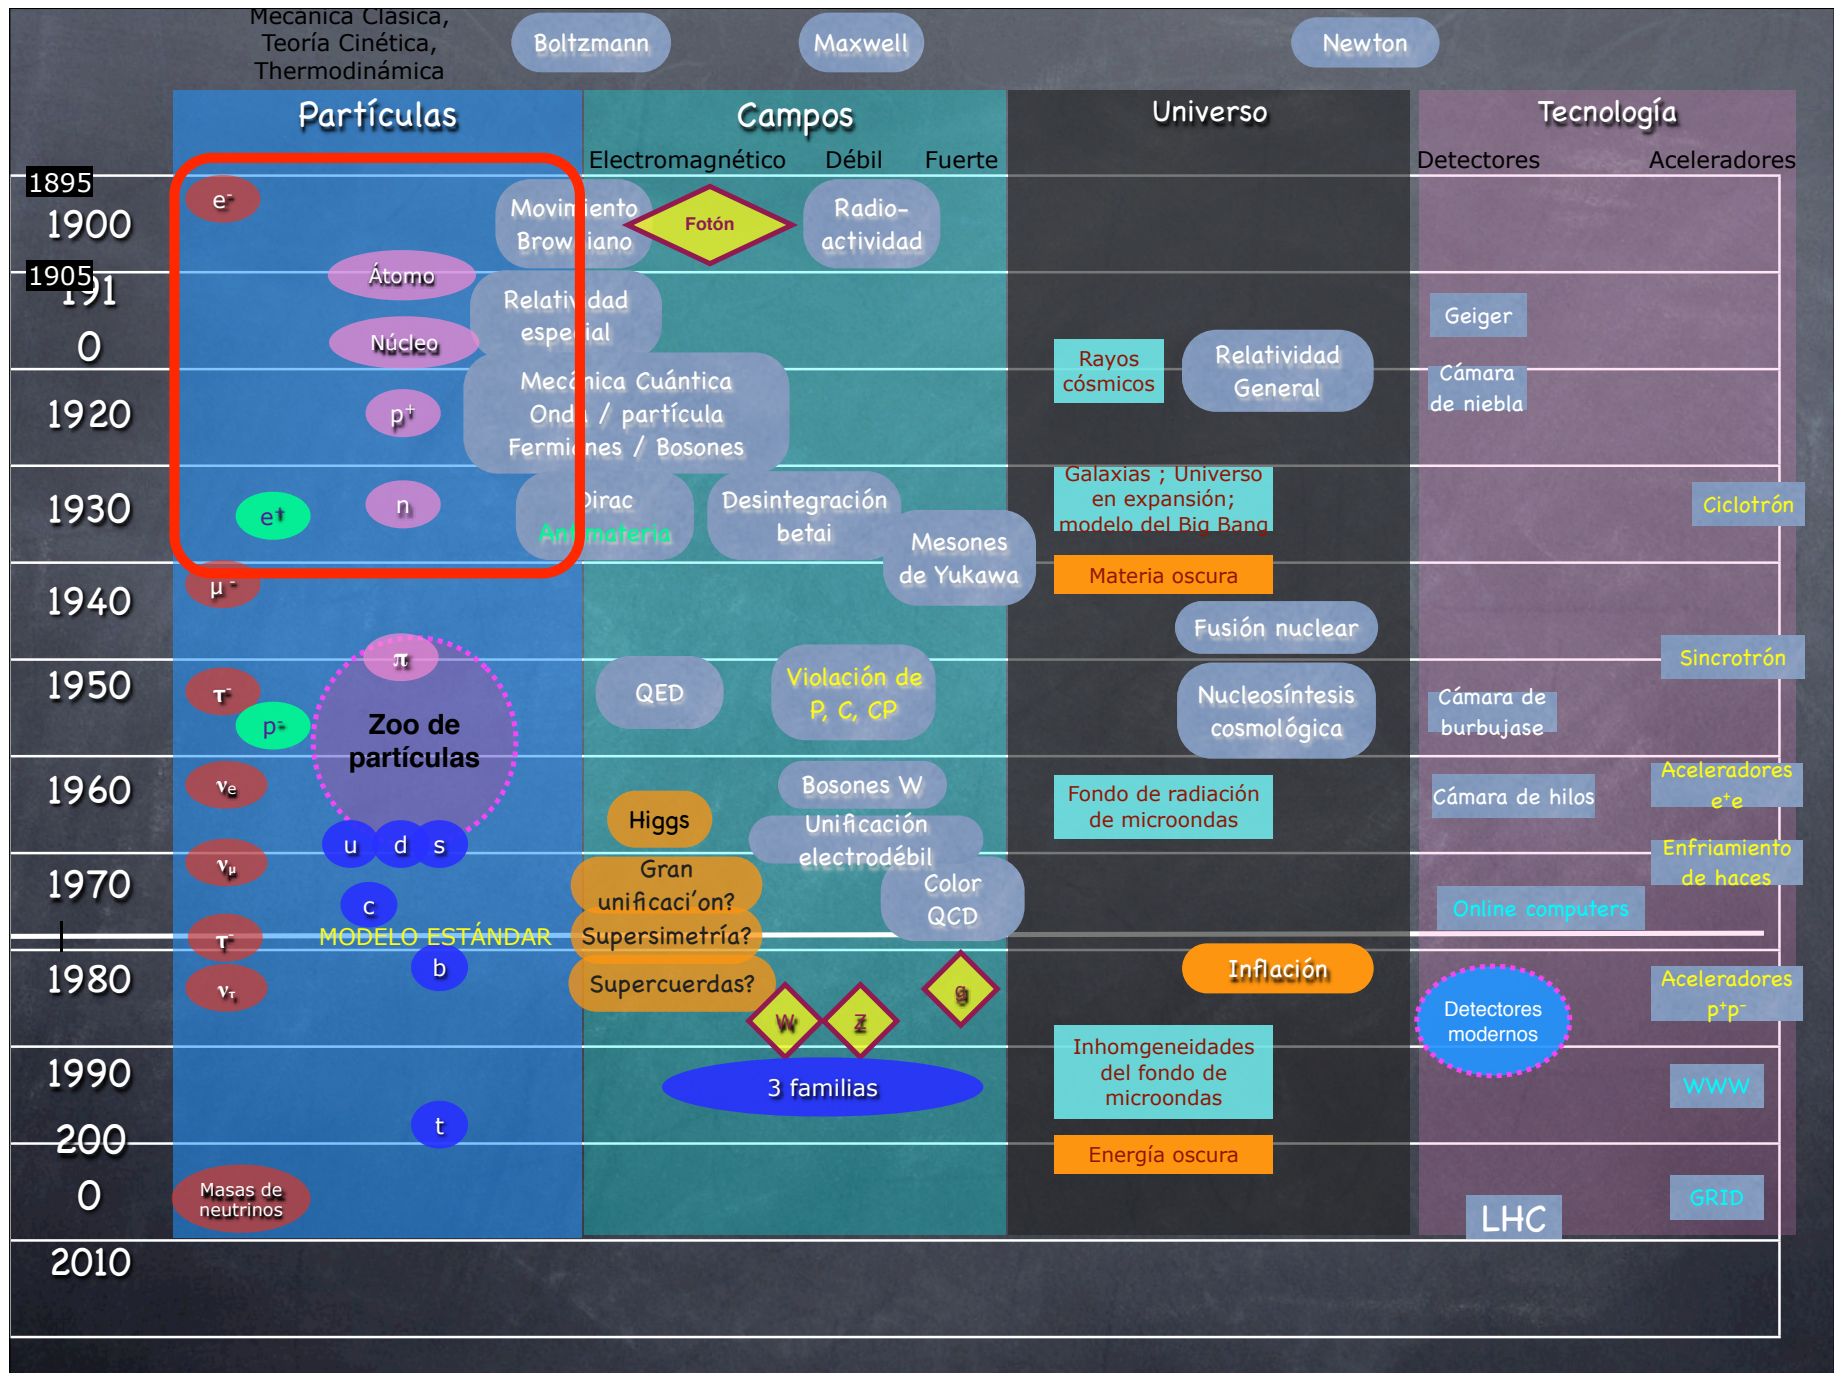 Mecánica Clásica,
Teoría Cinética,
Thermodinámica
Boltzmann
Maxwell
Newton
Partículas
Campos
Universo
Tecnología
Electromagnético
Débil
Fuerte
Detectores
Aceleradores
1895
1900
e-
Movimiento
Browniano
Fotón
Radio-
actividad
1905
191
0
Átomo
Núcleo
Relatividad
especial
Rayos
cósmicos
Relatividad
General
Geiger
Cámara
de niebla
1920
p+
Mecánica Cuántica
Onda / partícula
Fermiones / Bosones
1930
e+
n
Dirac
Antimateria
Desintegración
betai
Mesones
de Yukawa
Galaxias ; Universo
en expansión;
modelo del Big Bang
Materia oscura
Ciclotrón
1940
μ-
Fusión nuclear
π
Sincrotrón
1950
τ-
p-
Zoo de
partículas
QED
Violación de
P, C, CP
Nucleosíntesis
cosmológica
Cámara de
burbujase
1960
νe
Higgs
Bosones W
Unificación
electrodébil
Fondo de radiación
de microondas
Cámara de hilos
Aceleradores
e+e
u
d
s
1970
νμ
c
Gran
unificaci'on?
Color
QCD
Enfriamiento
de haces
Online computers
τ-
MODELO ESTÁNDAR
Supersimetría?
1980
ντ
b
Supercuerdas?
W
Z
g
Inflación
Detectores
modernos
Aceleradores
p+p-
1990
3 familias
Inhomgeneidades
del fondo de
microondas
WWW
t
200
0
Masas de
neutrinos
Energía oscura
LHC
GRID
2010